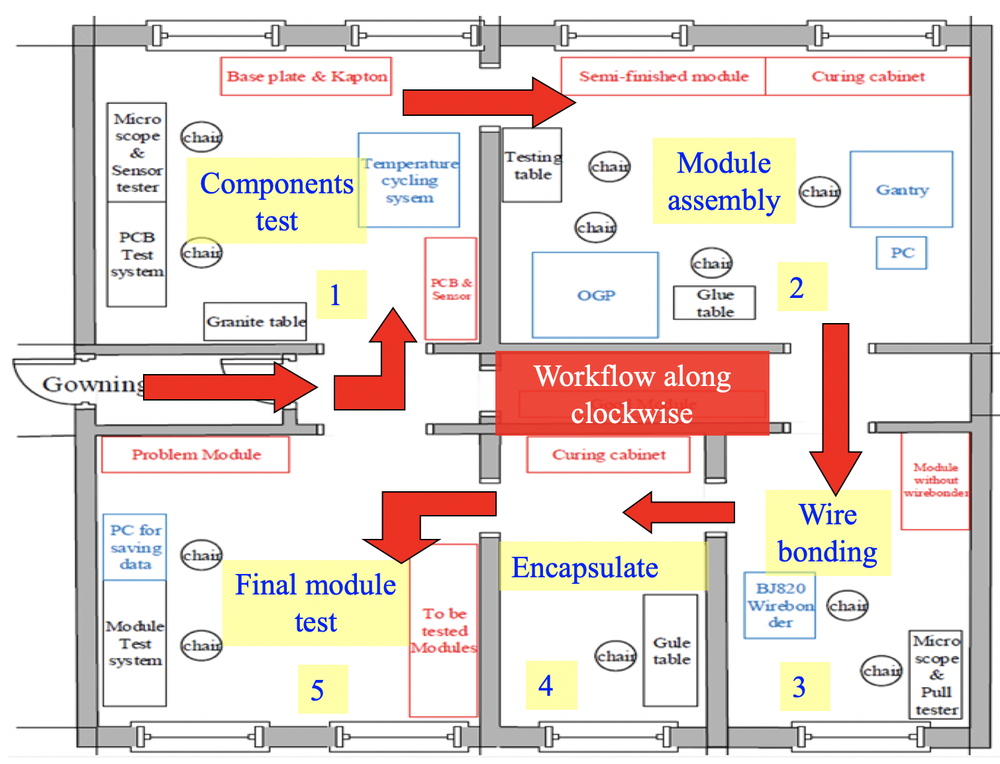 Base plate & Kapton
Semi-finished module
Curing cabinet
Micro
scope
&
Sensor
tester
chair
Components
test
Temperature
cycling
sysem
Testing
table
chair
Module
assembly
chair
Gantry
PCB
Test
system
chair
chair
PC
chair
1
PCB &
Sensor
OGP
Glue
table
2
Granite table
Gowning
Workflow along
clockwise
Good Module
Problem Module
Curing cabinet
Module
without
wirebonder
Wire
bonding
PC for
saving
data
chair
Final module
test
Encapsulate
BJ820
Wirebon
der
chair
Module
Test
system
chair
To be
tested
Modules
chair
Gule
table
chair
Micro
scope
&
Pull
tester
5
4
3